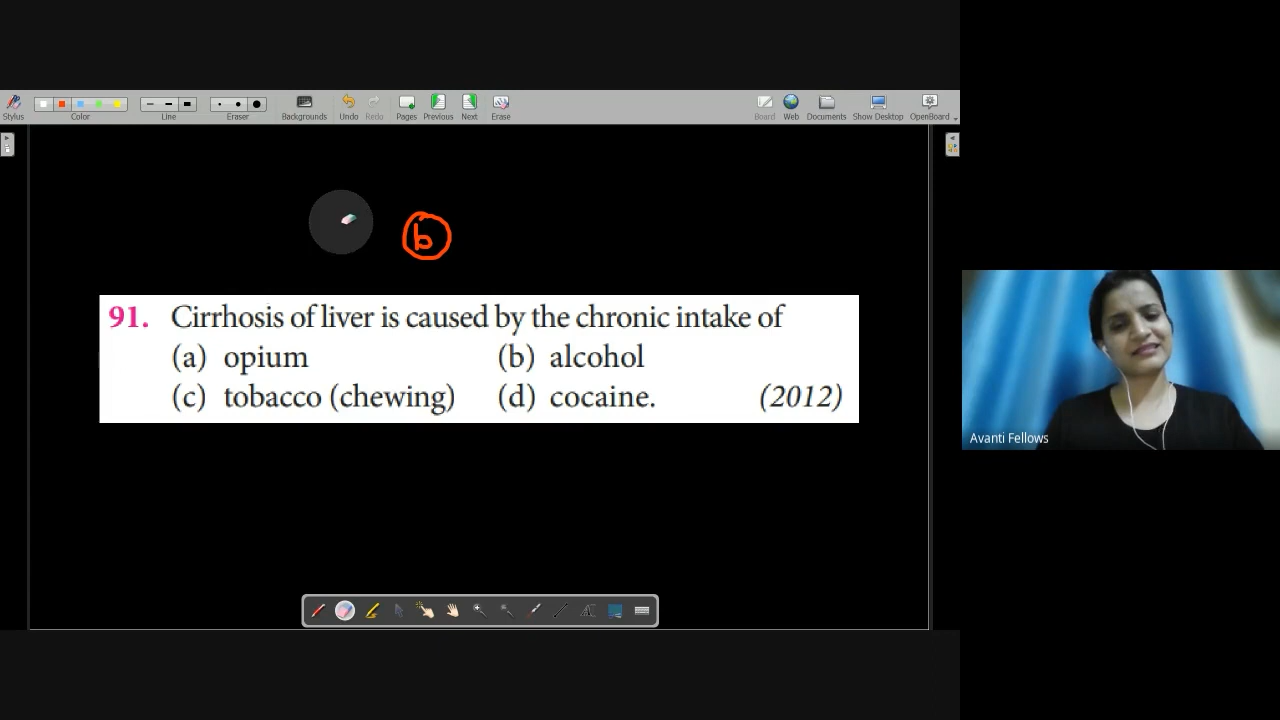 Stylus
Color
Line
Eraser
Backgrounds
Undo
Redo
Pages
Previous
Next
Erase
Board
Web
Documents
Show Desktop
OpenBoard
b
91. Cirrhosis of liver is caused by the chronic intake of
(a) opium (b) alcohol
(c) tobacco (chewing) (d) cocaine. (2012)
Avanti Fellows